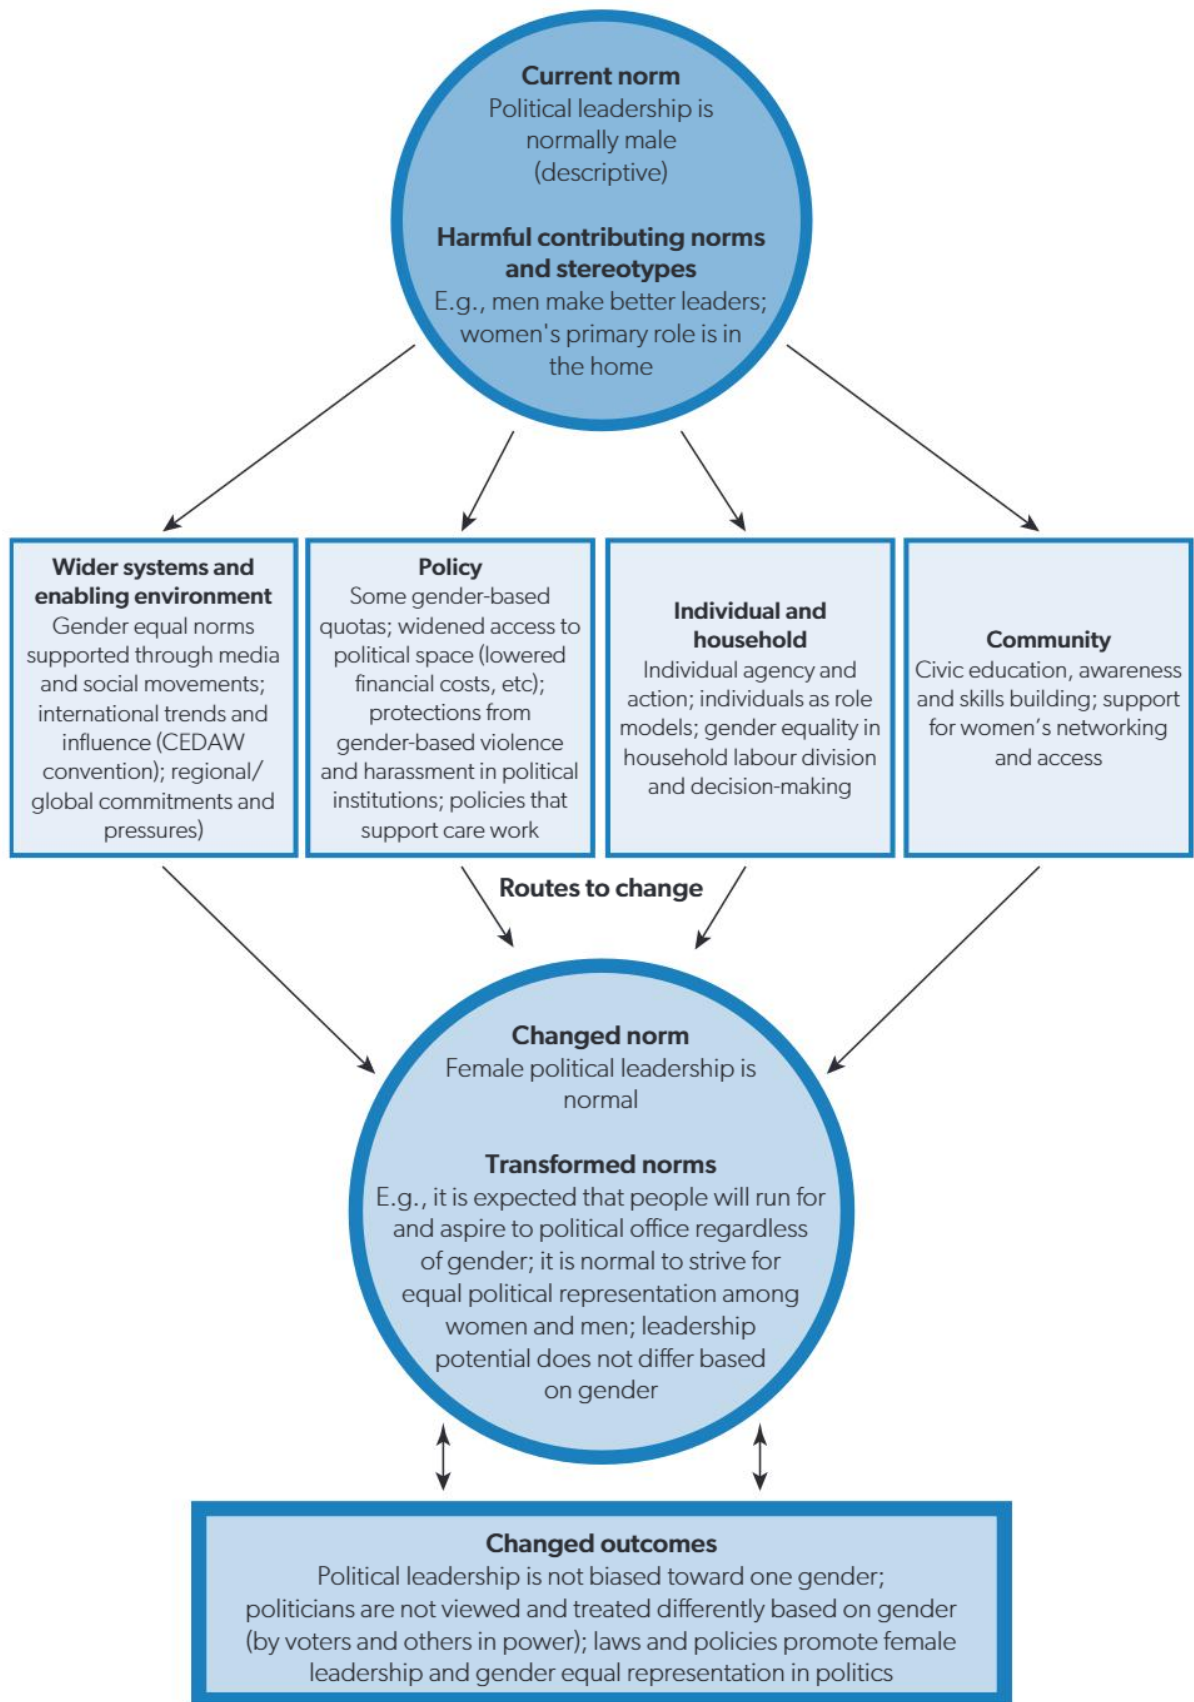 Current norm
Political leadership is
normally male
(descriptive)
Harmful contributing norms
and stereotypes
E.g., men make better leaders;
women's primary role is in
the home
Wider systems and
enabling environment
Gender equal norms
supported through media
and social movements;
international trends and
influence (CEDAW
convention); regional/
global commitments and
pressures)
Policy
Some gender-based
quotas; widened access to
political space (lowered
financial costs, etc);
protections from
gender-based violence
and harassment in political
institutions; policies that
support care work
Individual and
household
Individual agency and
action; individuals as role
models; gender equality in
household labour division
and decision-making
Community
Civic education, awareness
and skills building; support
for women’s networking
and access
Routes to change
Changed norm
Female political leadership is
normal
Transformed norms
E.g., it is expected that people will run for
and aspire to political office regardless
of gender; it is normal to strive for
equal political representation among
women and men; leadership
potential does not differ based
on gender
Changed outcomes
Political leadership is not biased toward one gender;
politicians are not viewed and treated differently based on gender
(by voters and others in power); laws and policies promote female
leadership and gender equal representation in politics